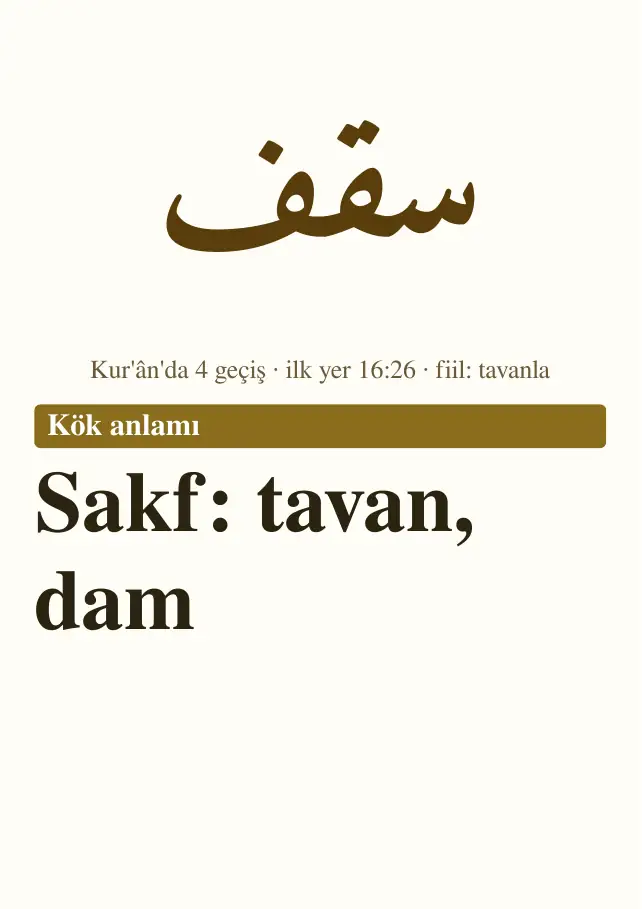 سقف
Kur'ân'da 4 geçiş · ilk yer 16:26 · fiil: tavanla
Kök anlamı
Sakf: tavan,
dam